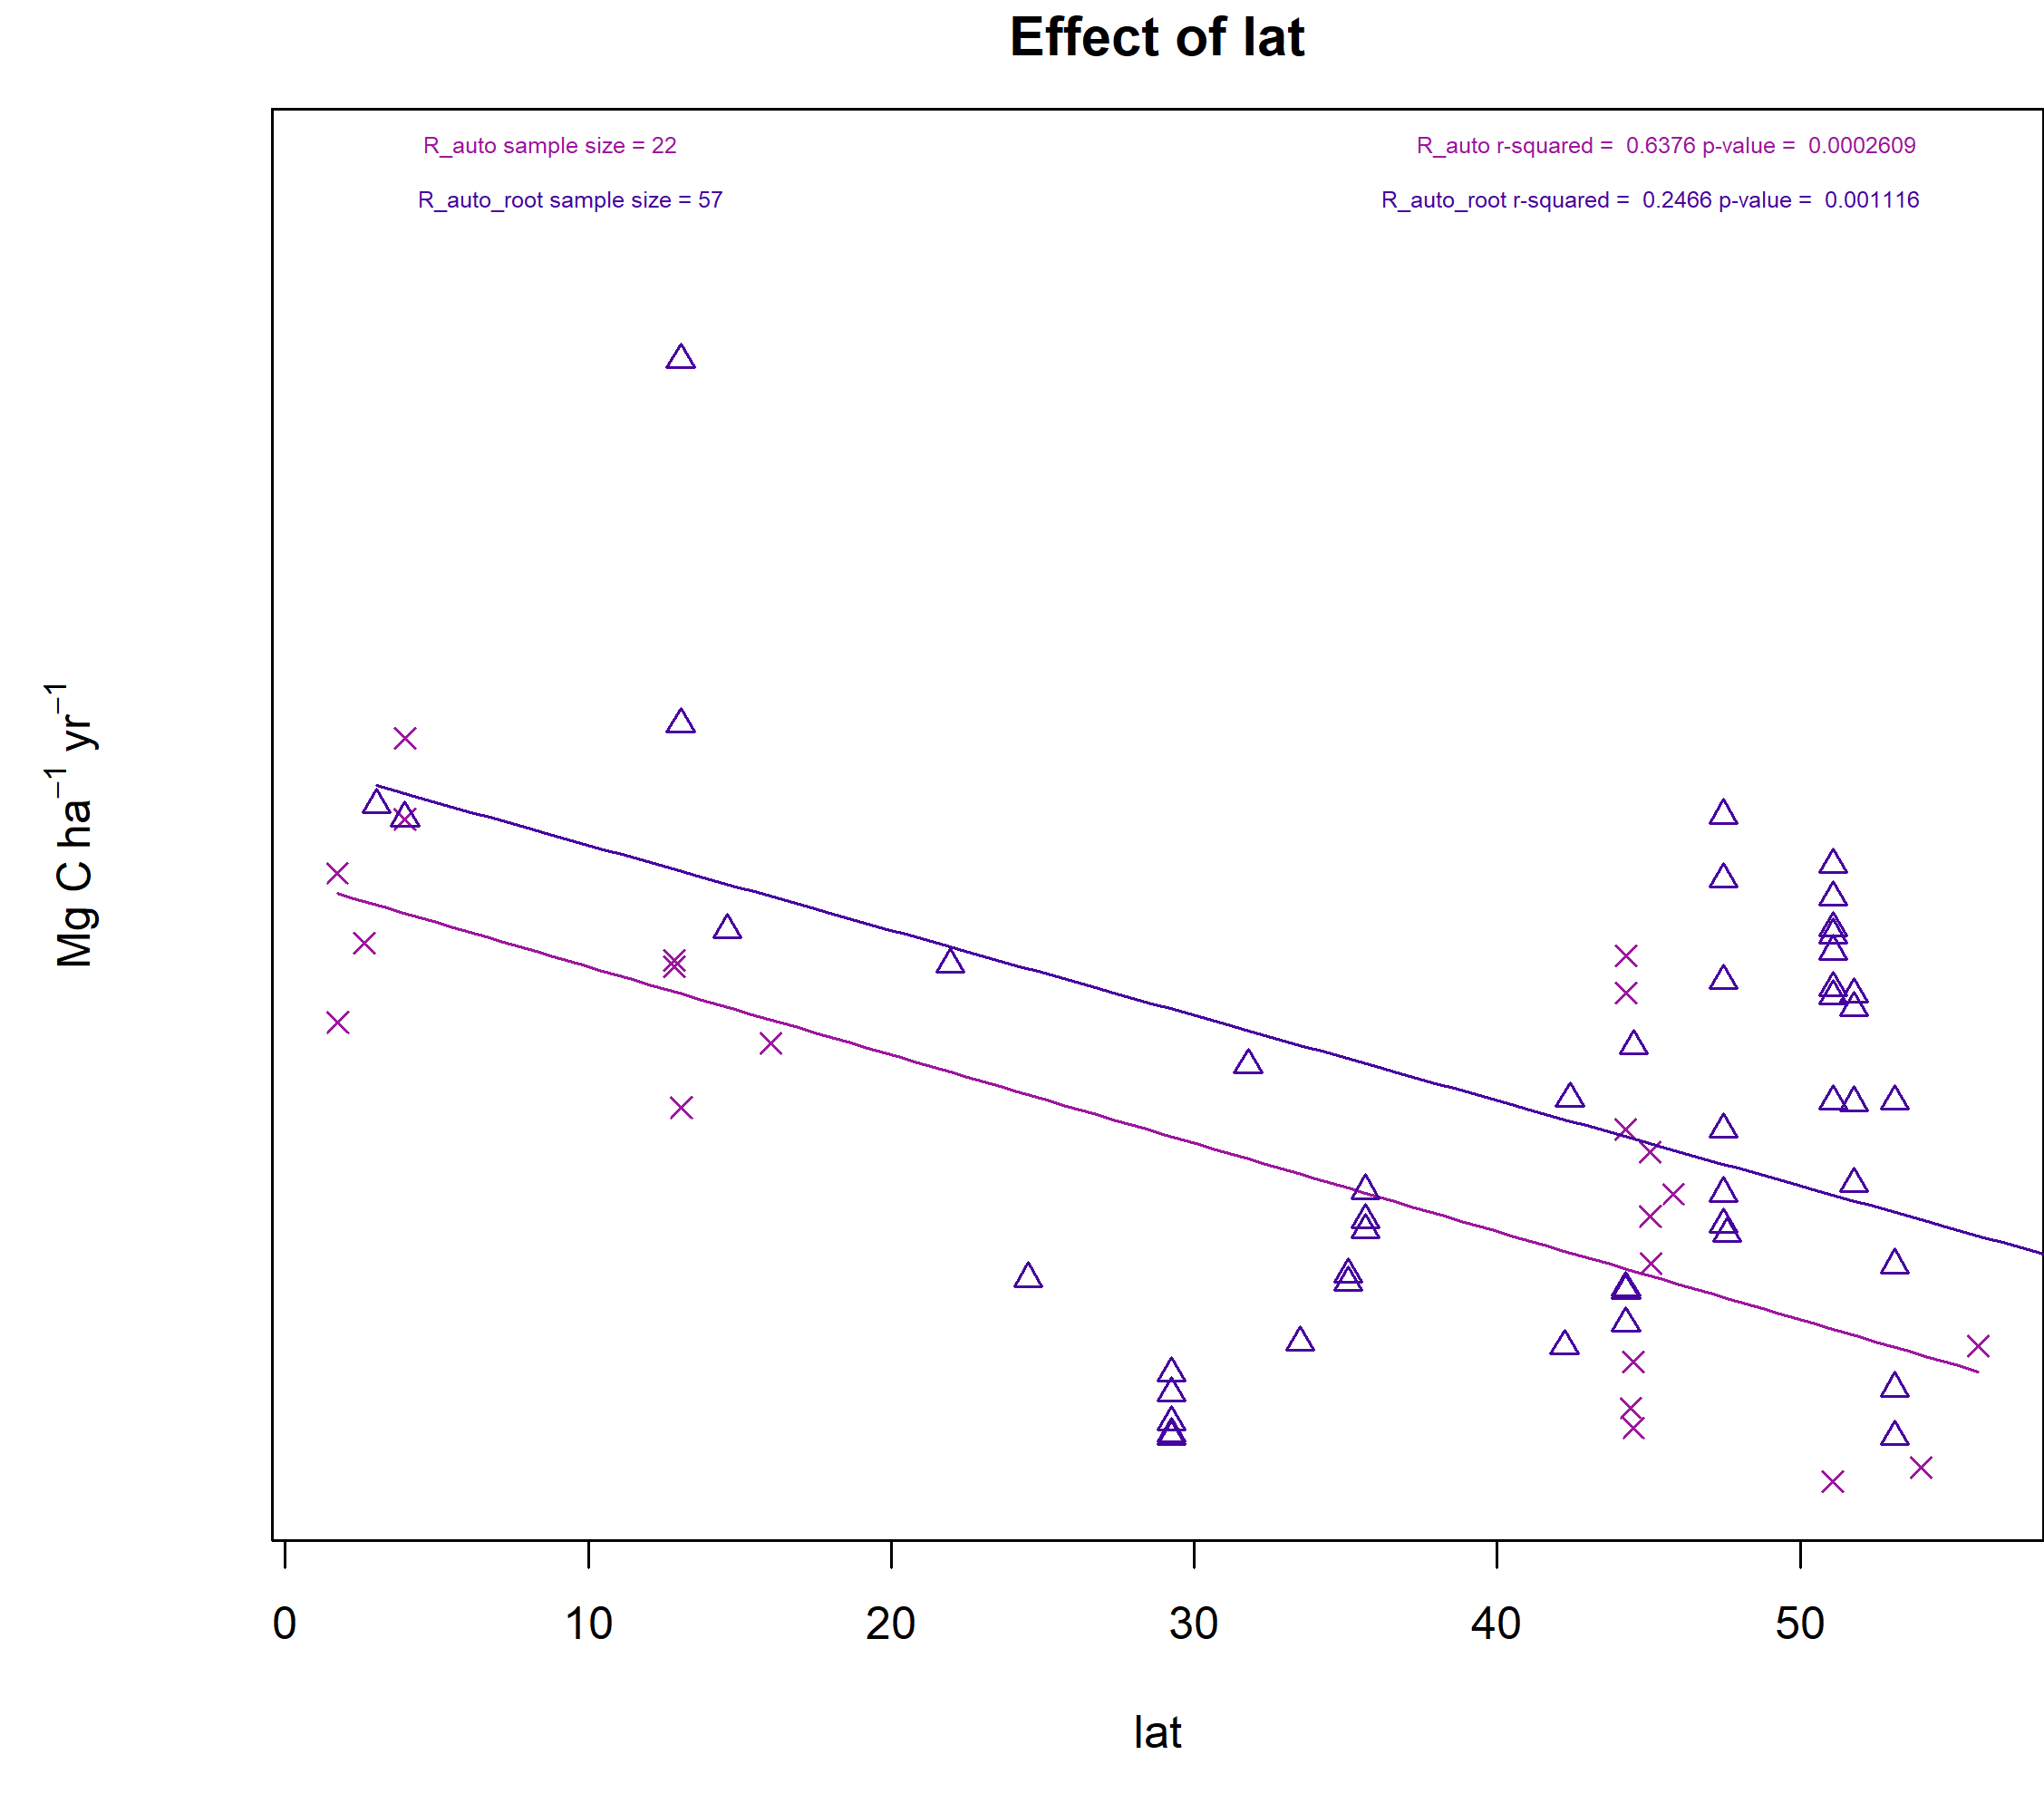 Effect of lat
R_auto sample size = 22
R_auto r-squared = 0.6376 p-value = 0.0002609
R_auto_root sample size = 57
R_auto_root r-squared = 0.2466 p-value = 0.001116
Mg C ha⁻¹ yr⁻¹
0 10 20 30 40 50
lat